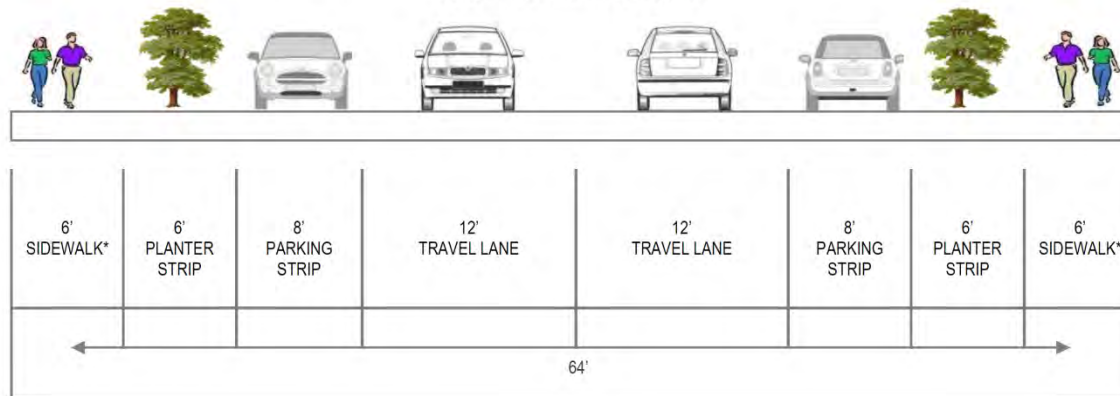 6’
SIDEWALK*
6’
PLANTER
STRIP
8’
PARKING
STRIP
12’
TRAVEL LANE
12’
TRAVEL LANE
8’
PARKING
STRIP
6’
PLANTER
STRIP
6’
SIDEWALK*
64’